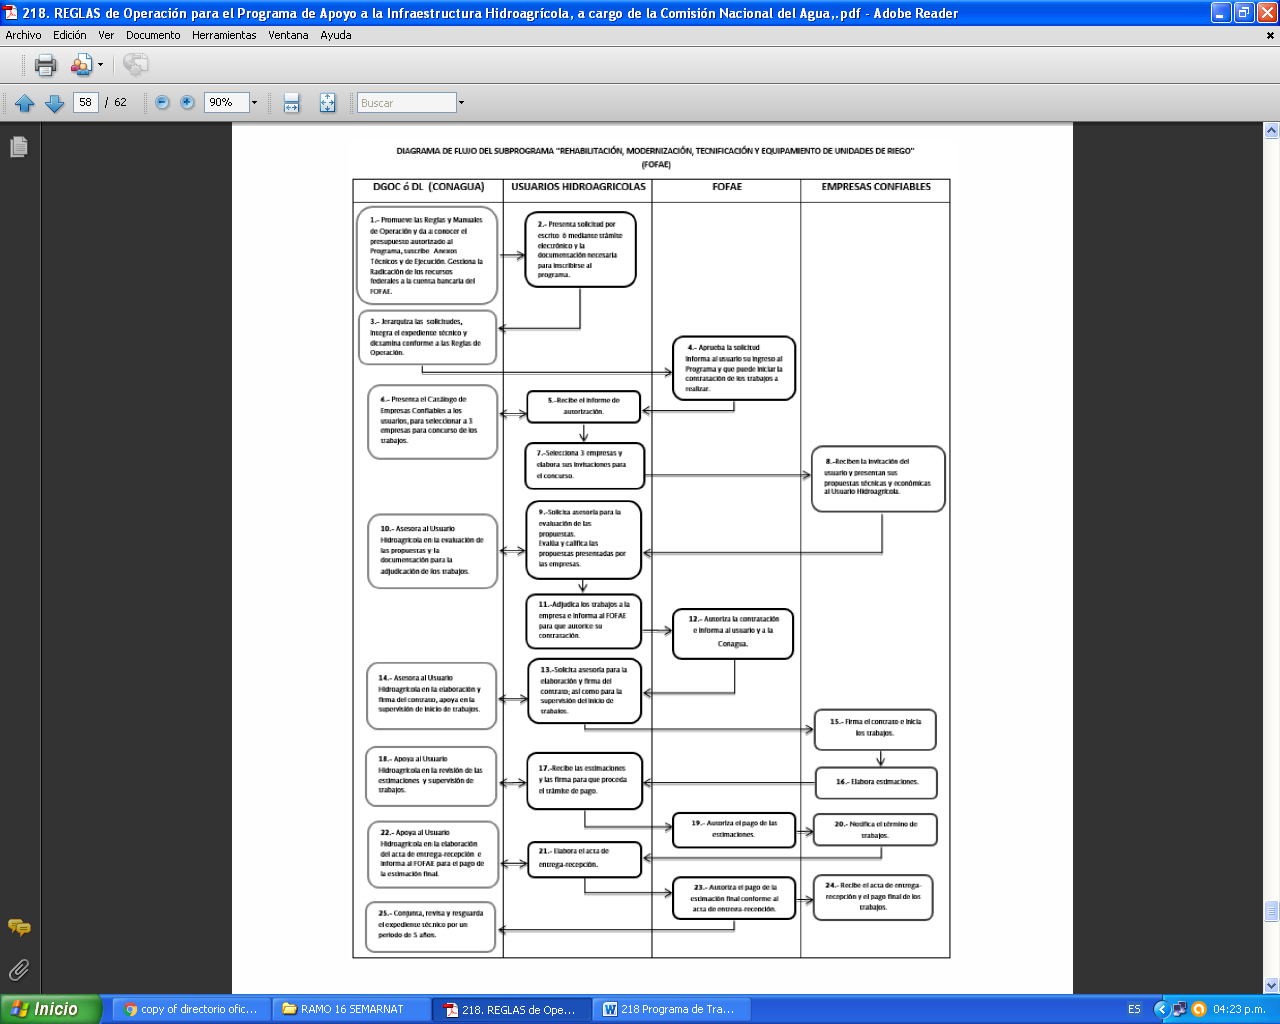 218. REGLAS de Operación para el Programa de Apoyo a la Infraestructura Hidroagrícola, a cargo de la Comisión Nacional del Agua,.pdf - Adobe Reader
Archivo Edición Ver Documento Herramientas Ventana Ayuda
58 / 62 90% Buscar
DIAGRAMA DE FLUJO DEL SUBPROGRAMA "REHABILITACIÓN, MODERNIZACIÓN, TECNIFICACIÓN Y EQUIPAMIENTO DE UNIDADES DE RIEGO"
(FOFAE)
DGOC ó DL (CONAGUA) USUARIOS HIDROAGRICOLAS FOFAE EMPRESAS CONFIABLES
1.- Promueve las Reglas y Manuales
de Operación y da a conocer el
presupuesto autorizado al
Programa, suscribe Anexos
Técnicos y de Ejecución. Gestiona la
Radicación de los recursos
federales a la cuenta bancaria del
FOFAE.
2.- Presenta solicitud por
escrito ó mediante trámite
electrónico y la
documentación necesaria
para inscribirse al
programa.
3.- Jerarquiza las solicitudes,
integra el expediente técnico y
dictamina conforme a las Reglas de
Operación.
4.- Aprueba la solicitud
informa al usuario su ingreso al
Programa y que puede iniciar la
contratación de los trabajos a
realizar.
6.- Presenta el Catálogo de
Empresas Confiables a los
usuarios, para seleccionar a 3
empresas para concurso de los
trabajos.
5.-Recibe el informe de
autorización.
7.-Selecciona 3 empresas y
elabora sus invitaciones para
el concurso.
8.-Reciben la invitación del
usuario y presentan sus
propuestas técnicas y económicas
al Usuario Hidroagrícola.
10.- Asesora al Usuario
Hidroagrícola en la evaluación de
las propuestas y la
documentación para la
adjudicación de los trabajos.
9.-Solicita asesoría para la
evaluación de las
propuestas.
Evalúa y califica las
propuestas presentadas por
las empresas.
11.-Adjudica los trabajos a la
empresa e informa al FOFAE
para que autorice su
contratación.
12.- Autoriza la contratación
e informa al usuario y a la
Conagua.
14.- Asesora al Usuario
Hidroagrícola en la elaboración y
firma del contrato, apoya en la
supervisión de inicio de trabajos.
13.-Solicita asesoría para la
elaboración y firma del
contrato; así como para la
supervisión del inicio de
trabajos.
15.- Firma el contrato e inicia
los trabajos.
18.- Apoya al Usuario
Hidroagrícola en la revisión de las
estimaciones y supervisión de
trabajos.
17.-Recibe las estimaciones
y las firma para que proceda
el trámite de pago.
16.- Elabora estimaciones.
19.- Autoriza el pago de las
estimaciones.
20.- Notifica el término de
trabajos.
22.- Apoya al Usuario
Hidroagrícola en la elaboración
del acta de entrega-recepción e
informa al FOFAE para el pago de
la estimación final.
21.- Elabora el acta de
entrega-recepción.
23.- Autoriza el pago de la
estimación final conforme al
acta de entrega-recepción.
24.- Recibe el acta de entrega-
recepción y el pago final de los
trabajos.
25.- Conjunta, revisa y resguarda
el expediente técnico por un
periodo de 5 años.
Inicio copy of directorio ofic... RAMO 16 SEMARNAT 218. REGLAS de Ope... 218 Programa de Tra... ES 04:23 p.m.